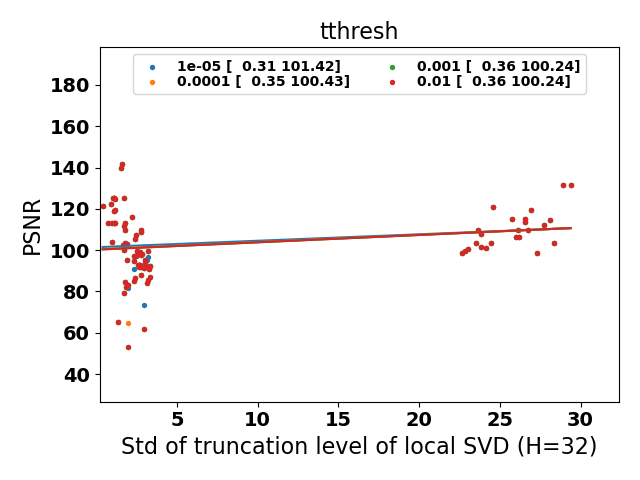 tthresh
1e-05 [ 0.31 101.42]
0.0001 [ 0.35 100.43]
0.001 [ 0.36 100.24]
0.01 [ 0.36 100.24]
PSNR
180
160
140
120
100
80
60
40
5 10 15 20 25 30
Std of truncation level of local SVD (H=32)